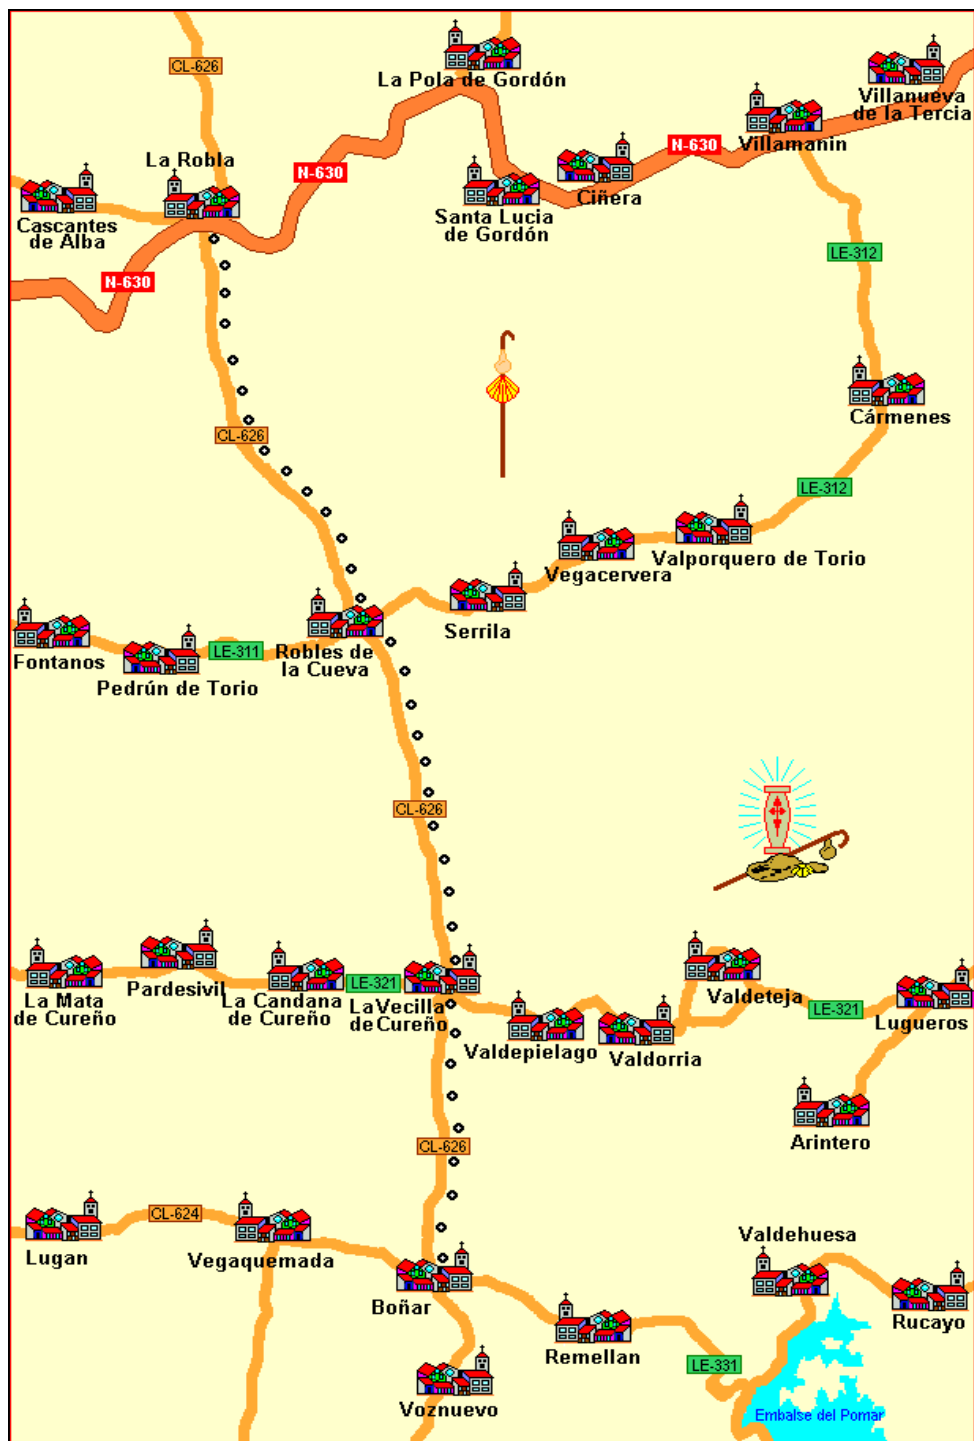 CL-626
La Pola de Gordón
Villanueva
de la Tercia
Villamanin
N-630
La Robla
N-630
Ciñera
Santa Lucia
de Gordón
Cascantes
de Alba
LE-312
N-630
Cármenes
CL-626
LE-312
Valporquero de Torio
Vegacervera
Serrila
Robles de
la Cueva
LE-311
Fontanos
Pedrún de Torio
CL-626
La Mata
de Cureño
Pardesivil
La Candana
de Cureño
LE-321
La Vecilla
de Cureño
Valdepielago
Valdorria
Valdeteja
LE-321
Lugueros
Arintero
CL-626
Lugan
CL-624
Vegaquemada
Boñar
Valdehuesa
Rucayo
Remellan
LE-331
Voznuevo
Embalse del Pomar